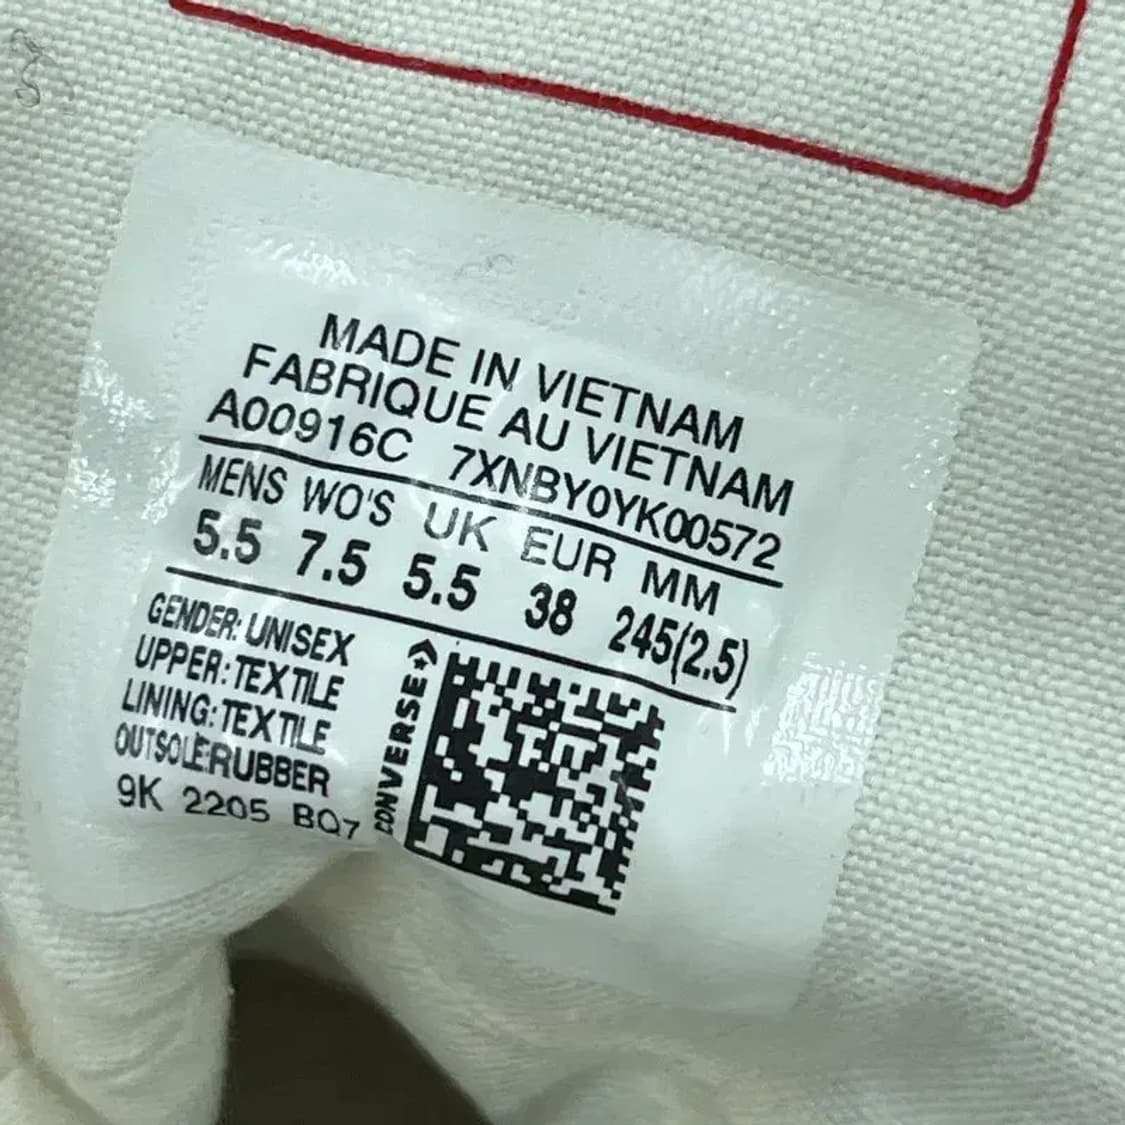 MADE IN VIETNAM
FABRIQUE AU VIETNAM
A00916C 7XNBY0YK00572
MENS WO'S UK EUR MM
5.5 7.5 5.5 38 245(2.5)
GENDER: UNISEX
UPPER: TEXTILE
LINING: TEXTILE
OUTSOLE:RUBBER
9K 2205 BQ7
CONVERSE